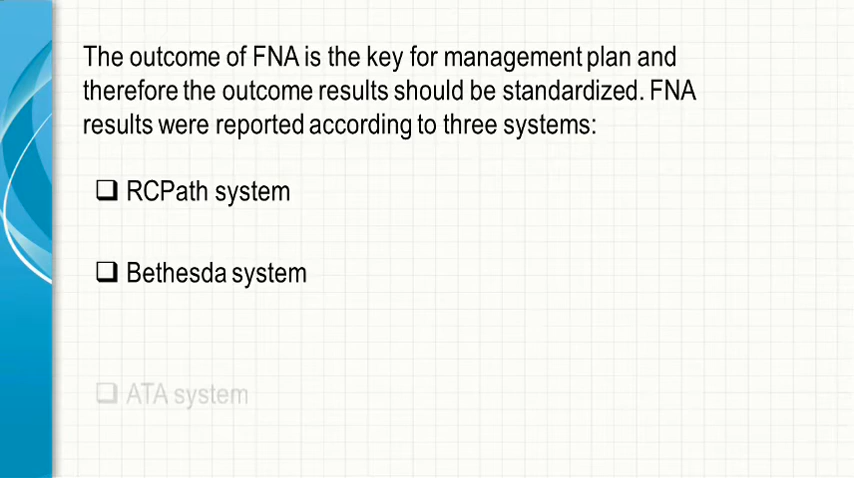 The outcome of FNA is the key for management plan and
therefore the outcome results should be standardized. FNA
results were reported according to three systems:
RCPath system
Bethesda system
ATA system